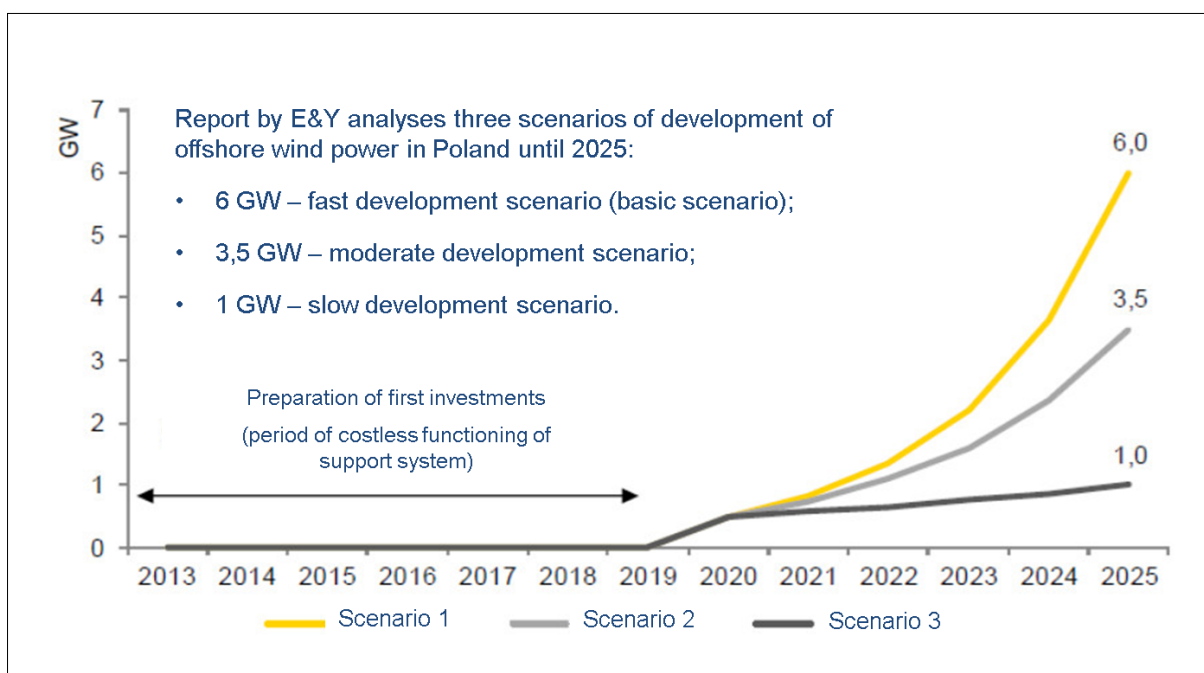 Report by E&Y analyses three scenarios of development of
offshore wind power in Poland until 2025:
• 6 GW – fast development scenario (basic scenario);
• 3,5 GW – moderate development scenario;
• 1 GW – slow development scenario.
Preparation of first investments
(period of costless functioning of
support system)
GW
7
6
5
4
3
2
1
0
6,0
3,5
1,0
2013 2014 2015 2016 2017 2018 2019 2020 2021 2022 2023 2024 2025
Scenario 1 Scenario 2 Scenario 3